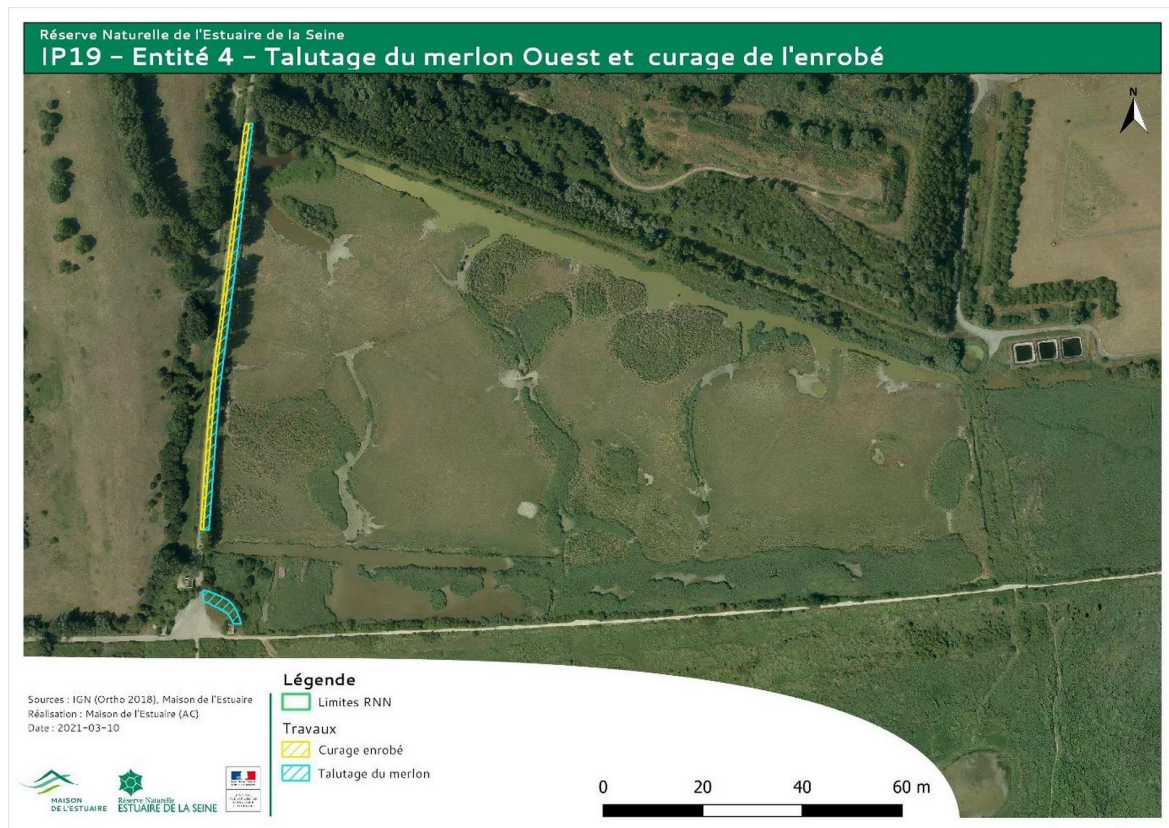 Réserve Naturelle de l'Estuaire de la Seine
IP19 - Entité 4 - Talutage du merlon Ouest et curage de l'enrobé
N
Légende
Limites RNN
Travaux
Curage enrobé
Talutage du merlon
Sources : IGN (Ortho 2018), Maison de l'Estuaire
Réalisation : Maison de l'Estuaire (AC)
Date : 2021-03-10
MAISON
DE L'ESTUAIRE
Réserve Naturelle
ESTUAIRE DE LA SEINE
0 20 40 60 m